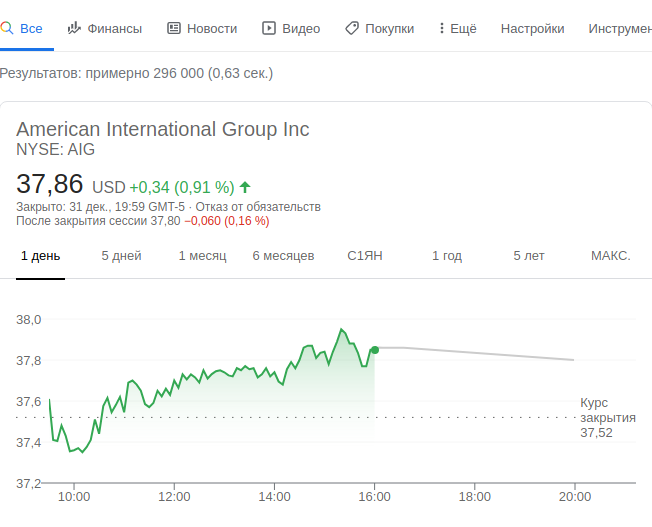 Все Финансы Новости Видео Покупки Ещё Настройки Инструмен
Результатов: примерно 296 000 (0,63 сек.)
American International Group Inc
NYSE: AIG
37,86 USD +0,34 (0,91 %)
Закрыто: 31 дек., 19:59 GMT-5 · Отказ от обязательств
После закрытия сессии 37,80 −0,060 (0,16 %)
1 день 5 дней 1 месяц 6 месяцев С1ЯН 1 год 5 лет МАКС.
38,0
37,8
37,6
37,4
37,2
Курс
закрытия
37,52
10:00 12:00 14:00 16:00 18:00 20:00